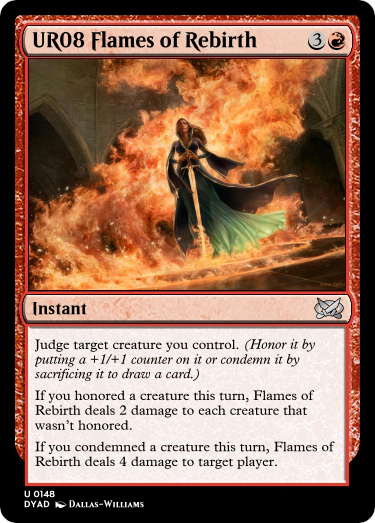 UR08 Flames of Rebirth 3
Instant
Judge target creature you control. (Honor it by
putting a +1/+1 counter on it or condemn it by
sacrificing it to draw a card.)
If you honored a creature this turn, Flames of
Rebirth deals 2 damage to each creature that
wasn't honored.
If you condemned a creature this turn, Flames of
Rebirth deals 4 damage to target player.
U 0148
DYAD Dallas-Williams